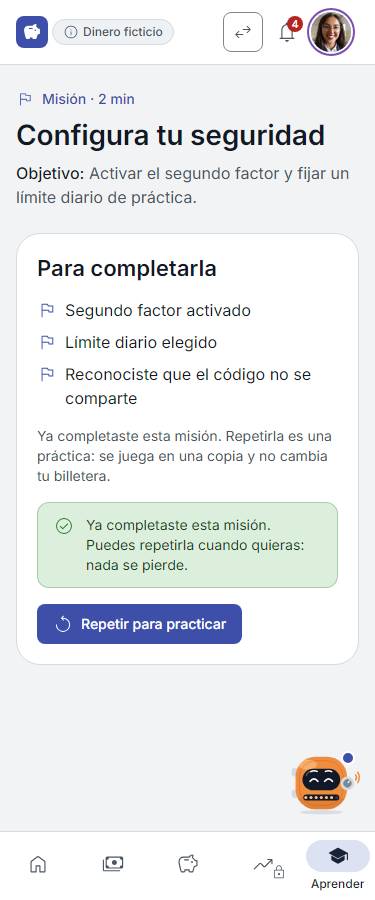 Dinero ficticio
4
Misión · 2 min
Configura tu seguridad
Objetivo: Activar el segundo factor y fijar un
límite diario de práctica.
Para completarla
Segundo factor activado
Límite diario elegido
Reconociste que el código no se
comparte
Ya completaste esta misión. Repetirla es una
práctica: se juega en una copia y no cambia
tu billetera.
Ya completaste esta misión.
Puedes repetirla cuando quieras:
nada se pierde.
Repetir para practicar
Aprender